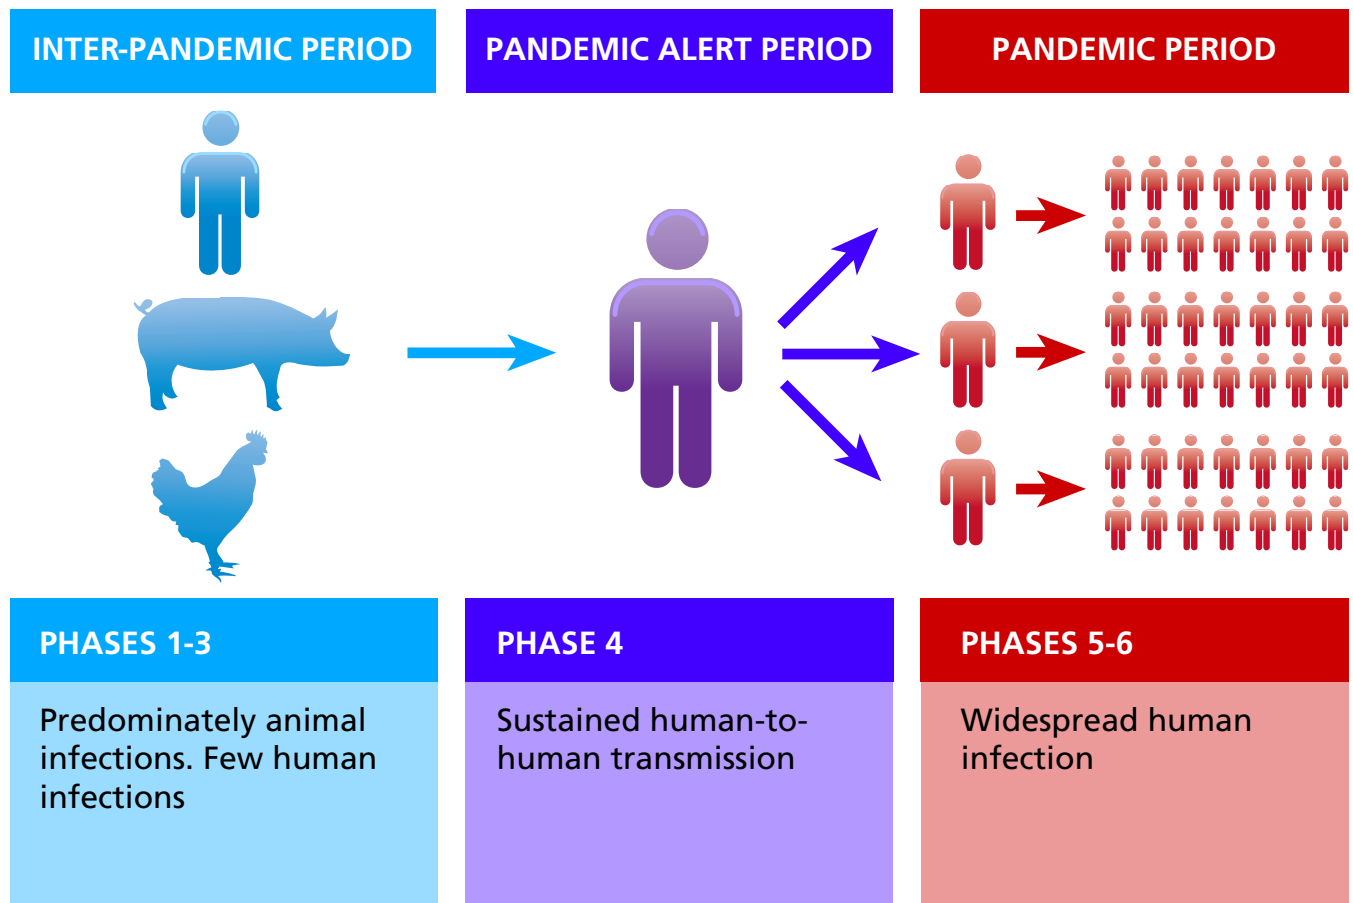 INTER-PANDEMIC PERIOD
PANDEMIC ALERT PERIOD
PANDEMIC PERIOD
PHASES 1-3
Predominately animal
infections. Few human
infections
PHASE 4
Sustained human-to-
human transmission
PHASES 5-6
Widespread human
infection